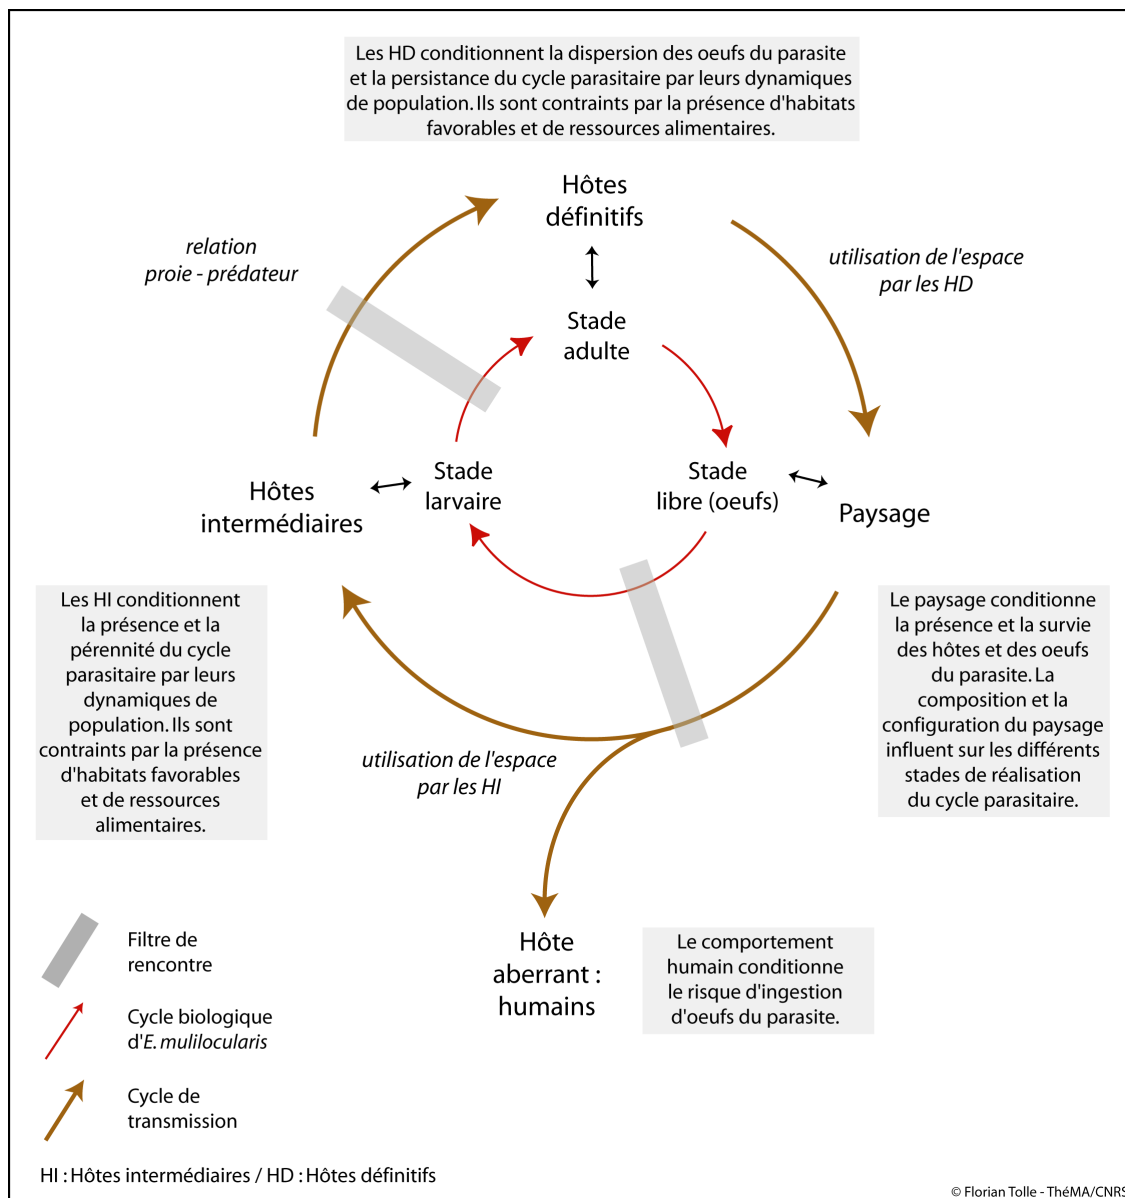 Les HD conditionnent la dispersion des oeufs du parasite
et la persistance du cycle parasitaire par leurs dynamiques
de population. Ils sont contraints par la présence d'habitats
favorables et de ressources alimentaires.
Hôtes
définitifs
relation
proie - prédateur
utilisation de l'espace
par les HD
Stade
adulte
Hôtes
intermédiaires
Stade
larvaire
Stade
libre (oeufs)
Paysage
Les HI conditionnent
la présence et la
pérennité du cycle
parasitaire par leurs
dynamiques de
population. Ils sont
contraints par la présence
d'habitats favorables
et de ressources
alimentaires.
Le paysage conditionne
la présence et la survie
des hôtes et des oeufs
du parasite. La
composition et la
configuration du paysage
influent sur les différents
stades de réalisation
du cycle parasitaire.
utilisation de l'espace
par les HI
Hôte
aberrant :
humains
Le comportement
humain conditionne
le risque d'ingestion
d'oeufs du parasite.
Filtre de
rencontre
Cycle biologique
d'E. mulilocularis
Cycle de
transmission
HI : Hôtes intermédiaires / HD : Hôtes définitifs
© Florian Tolle - ThéMA/CNRS